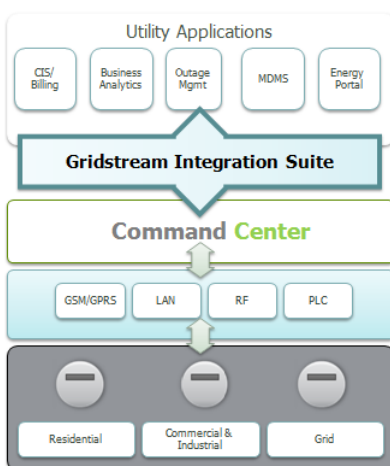 Utility Applications
CIS/
Billing
Business
Analytics
Outage
Mgmt
MDMS
Energy
Portal
Gridstream Integration Suite
Command Center
GSM/GPRS
LAN
RF
PLC
Residential
Commercial &
Industrial
Grid